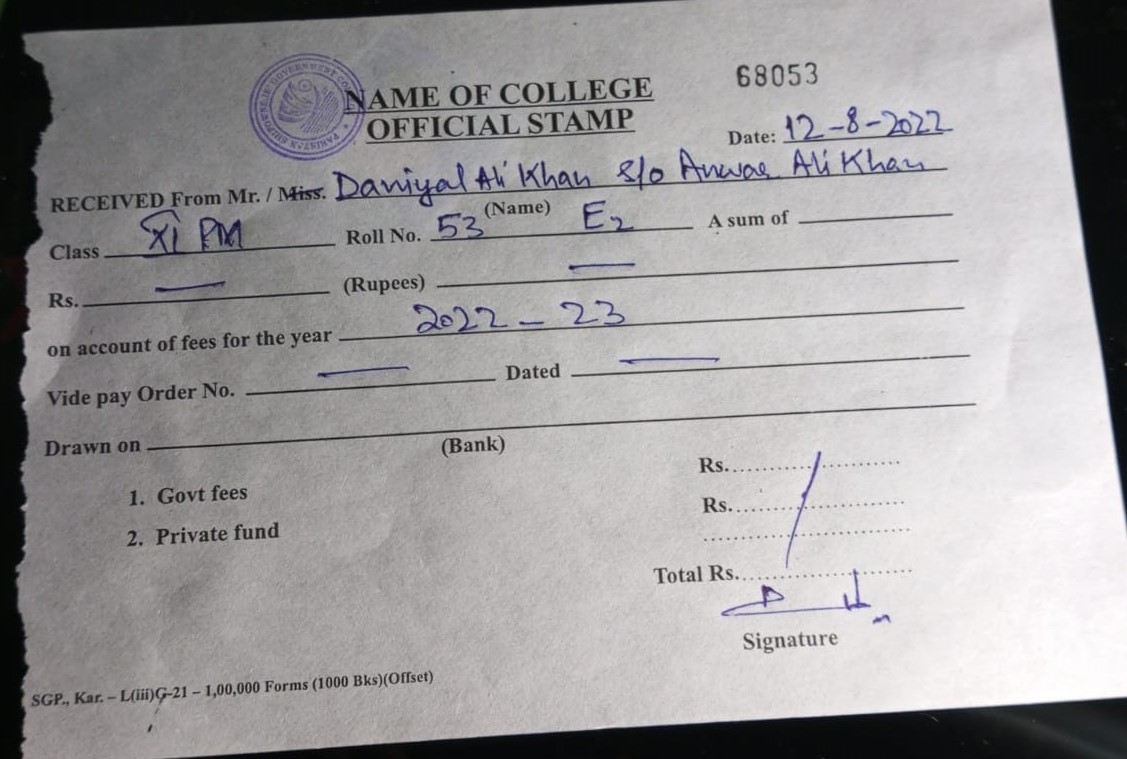 68053
NAME OF COLLEGE
OFFICIAL STAMP
Date: 12-8-2022
RECEIVED From Mr. / Miss. Daniyal Ali Khan S/o Anwar Ali Khan
(Name)
Class XI PM Roll No. 53 E2 A sum of
Rs. — (Rupees) —
on account of fees for the year 2022 - 23
Vide pay Order No. — Dated —
Drawn on
(Bank)
1. Govt fees Rs.
2. Private fund Rs.
Total Rs.
Signature
SGP., Kar. – L(iii)G-21 – 1,00,000 Forms (1000 Bks)(Offset)